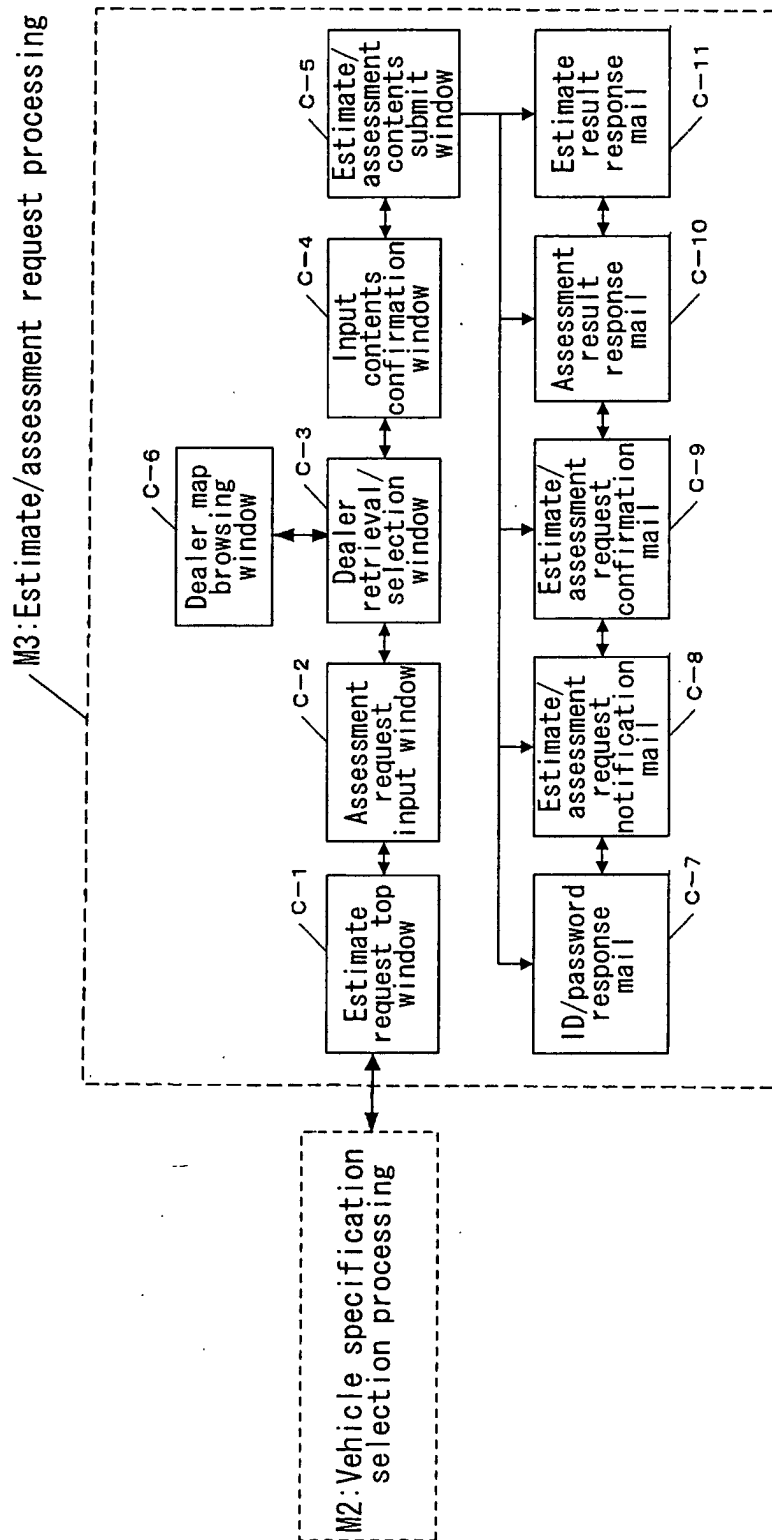 M3:Estimate/assessment request processing
C-6
Dealer map
browsing
window
C-1
Estimate
request top
window
C-2
Assessment
request
input window
C-3
Dealer
retrieval/
selection
window
C-4
Input
contents
confirmation
window
C-5
Estimate/
assessment
contents
submit
window
M2:Vehicle specification
selection processing
ID/password
response
mail
C-7
Estimate/
assessment
request
notification
mail
C-8
Estimate/
assessment
request
confirmation
mail
C-9
Assessment
result
response
mail
C-10
Estimate
result
response
mail
C-11